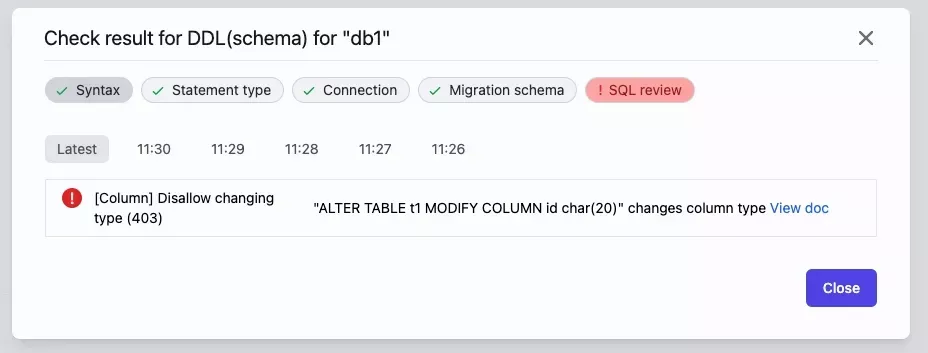 Check result for DDL(schema) for "db1"
Syntax Statement type Connection Migration schema ! SQL review
Latest 11:30 11:29 11:28 11:27 11:26
[Column] Disallow changing
type (403)
"ALTER TABLE t1 MODIFY COLUMN id char(20)" changes column type View doc
Close